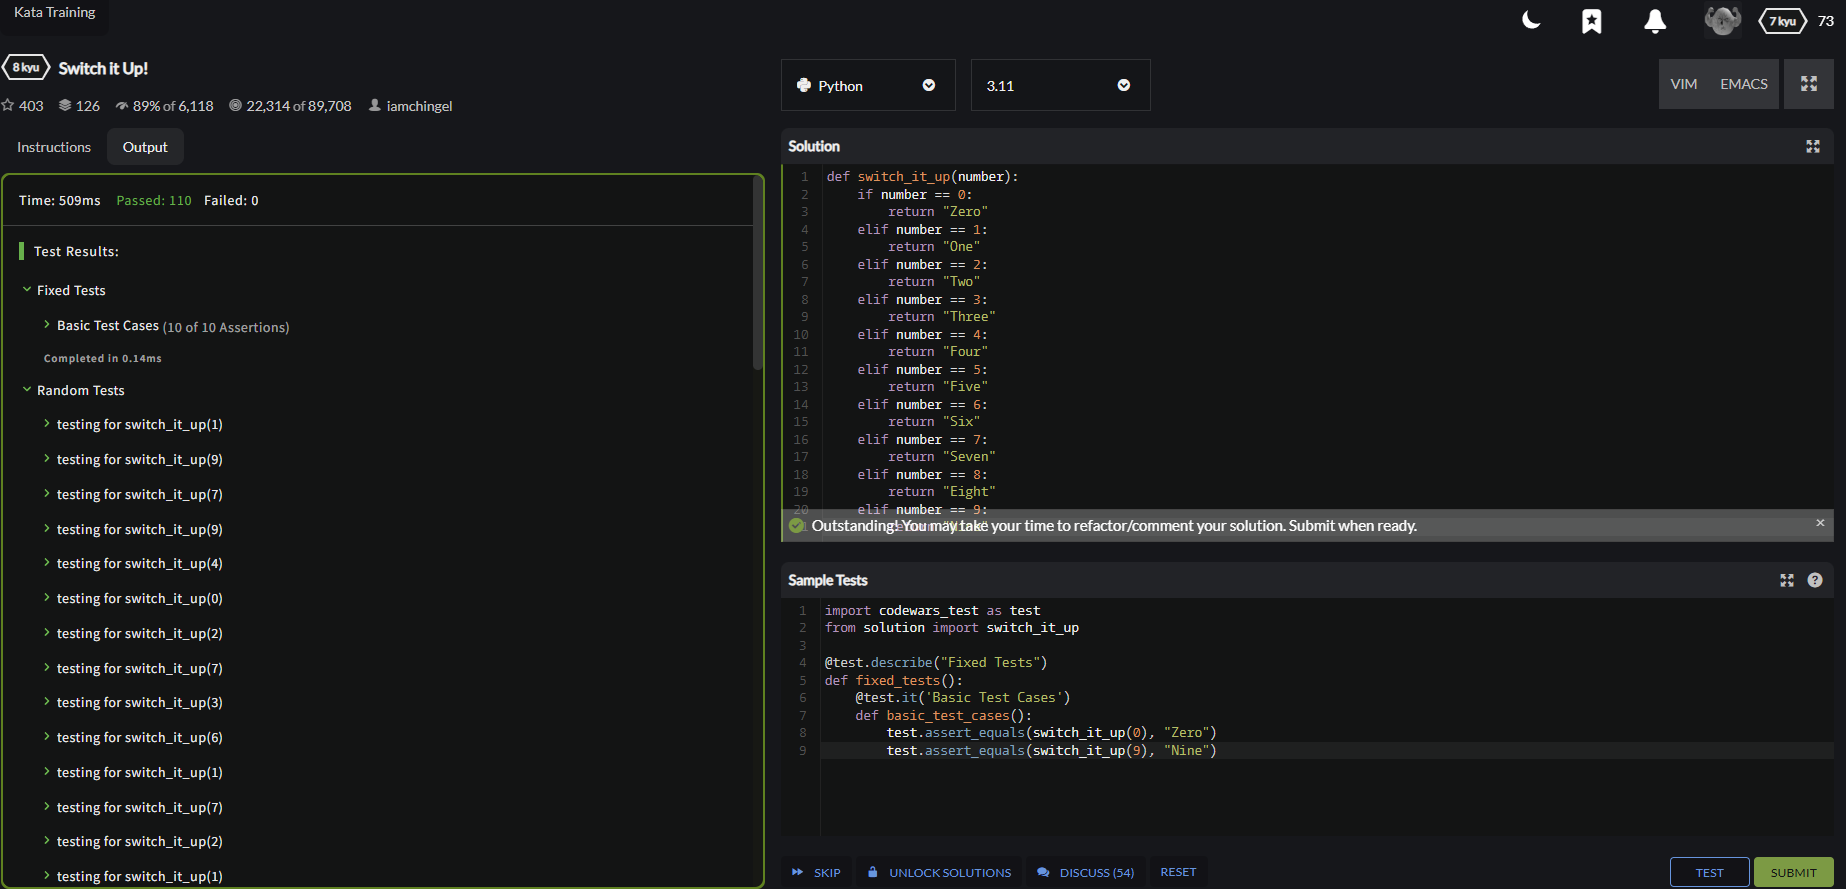 Kata Training
7 kyu 73
8 kyu Switch it Up!
403 126 89% of 6,118 22,314 of 89,708 iamchingel
Python 3.11 VIM EMACS
Instructions Output
Time: 509ms Passed: 110 Failed: 0
Test Results:
Fixed Tests
Basic Test Cases (10 of 10 Assertions)
Completed in 0.14ms
Random Tests
testing for switch_it_up(1)
testing for switch_it_up(9)
testing for switch_it_up(7)
testing for switch_it_up(9)
testing for switch_it_up(4)
testing for switch_it_up(0)
testing for switch_it_up(2)
testing for switch_it_up(7)
testing for switch_it_up(3)
testing for switch_it_up(6)
testing for switch_it_up(1)
testing for switch_it_up(7)
testing for switch_it_up(2)
testing for switch_it_up(1)
Solution
1 def switch_it_up(number):
2     if number == 0:
3         return "Zero"
4     elif number == 1:
5         return "One"
6     elif number == 2:
7         return "Two"
8     elif number == 3:
9         return "Three"
10     elif number == 4:
11         return "Four"
12     elif number == 5:
13         return "Five"
14     elif number == 6:
15         return "Six"
16     elif number == 7:
17         return "Seven"
18     elif number == 8:
19         return "Eight"
20     elif number == 9:
Outstanding! You may take your time to refactor/comment your solution. Submit when ready.
Sample Tests
1 import codewars_test as test
2 from solution import switch_it_up
3
4 @test.describe("Fixed Tests")
5 def fixed_tests():
6     @test.it('Basic Test Cases')
7     def basic_test_cases():
8         test.assert_equals(switch_it_up(0), "Zero")
9         test.assert_equals(switch_it_up(9), "Nine")
SKIP UNLOCK SOLUTIONS DISCUSS (54) RESET TEST SUBMIT